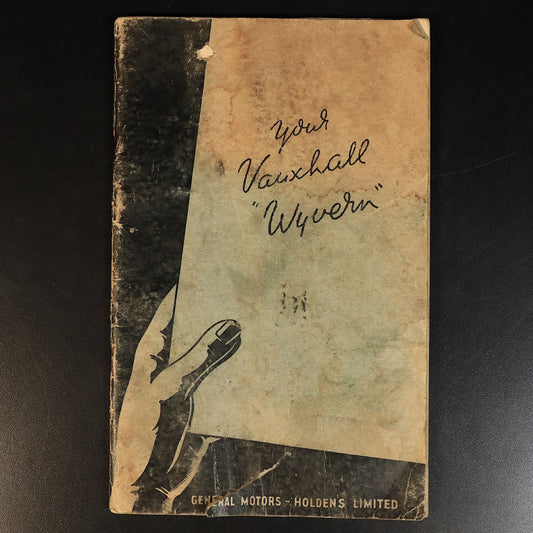 your
Vauxhall
"Wyvern"
GENERAL MOTORS - HOLDEN'S LIMITED